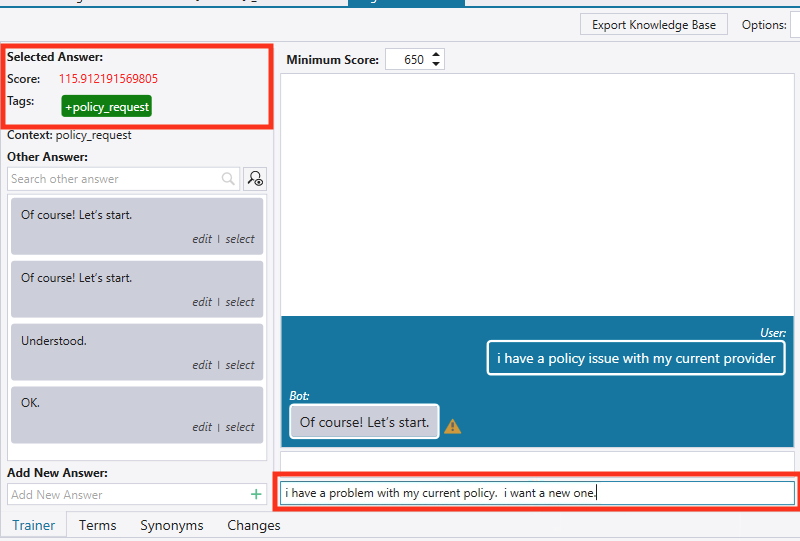 Export Knowledge Base
Options:
Selected Answer:
Score: 115.912191569805
Tags: +policy_request
Context: policy_request
Other Answer:
Search other answer
Of course! Let's start.
edit | select
Of course! Let's start.
edit | select
Understood.
edit | select
OK.
edit | select
Add New Answer:
Add New Answer +
Trainer Terms Synonyms Changes
Minimum Score: 650
User:
i have a policy issue with my current provider
Bot:
Of course! Let's start.
i have a problem with my current policy.  i want a new one.